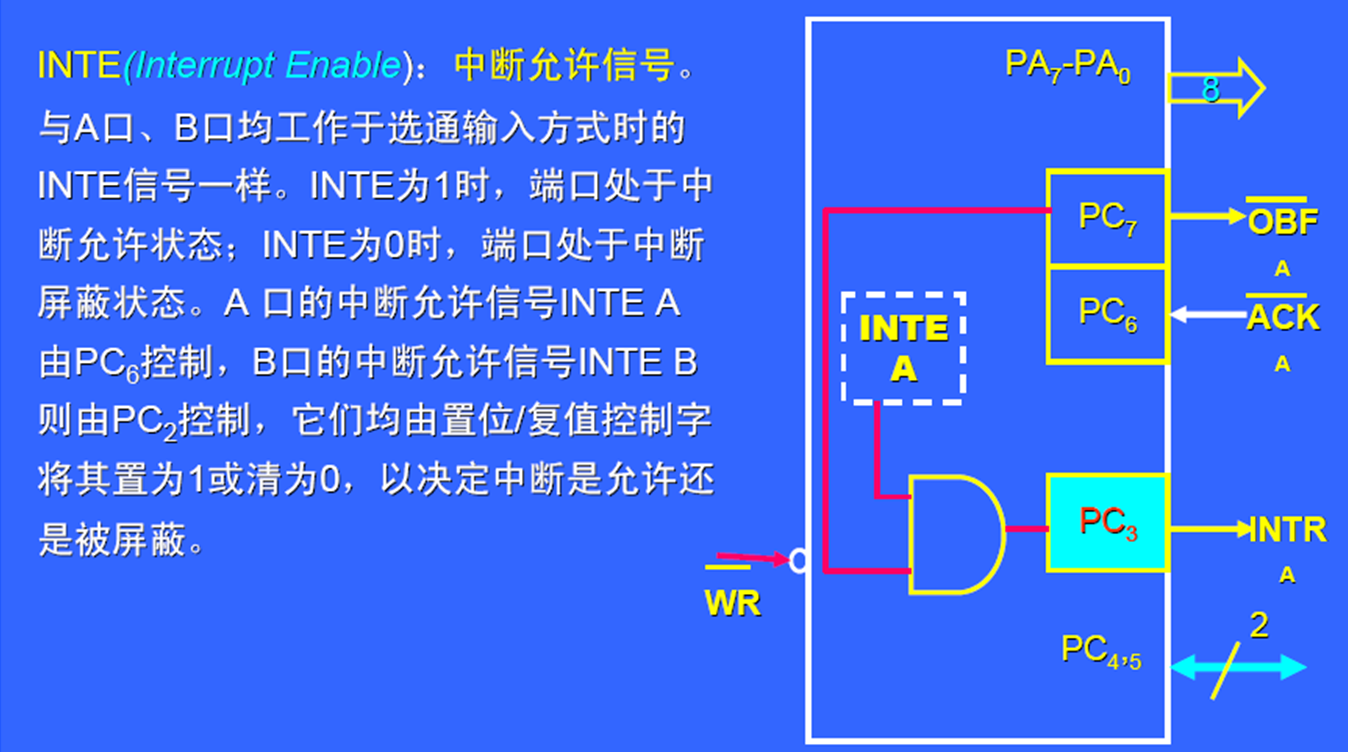 INTE(Interrupt Enable)：中断允许信号。
与A口、B口均工作于选通输入方式时的
INTE信号一样。INTE为1时，端口处于中
断允许状态；INTE为0时，端口处于中断
屏蔽状态。A 口的中断允许信号INTE A
由PC6控制，B口的中断允许信号INTE B
则由PC2控制，它们均由置位/复值控制字
将其置为1或清为0，以决定中断是允许还
是被屏蔽。
PA7-PA0
8
PC7
OBF
A
PC6
ACK
A
INTE
A
PC3
INTR
A
WR
PC4,5
2